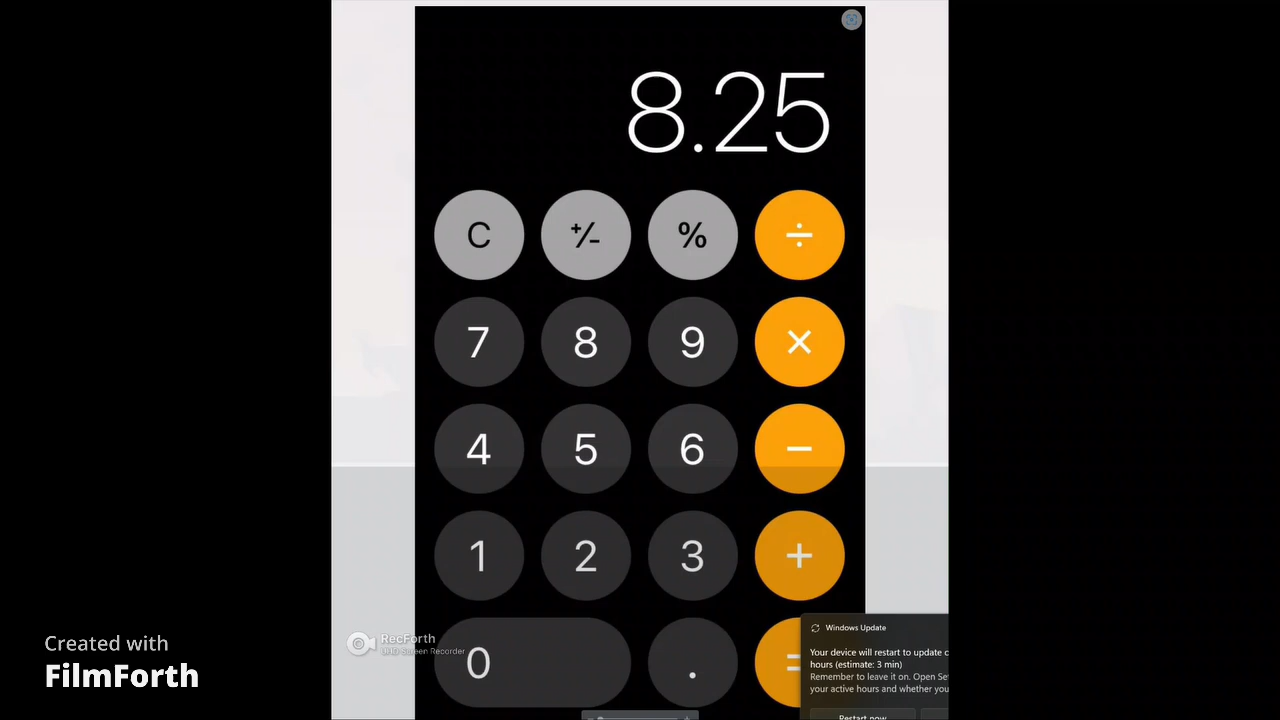 8.25
C +/- % ÷
7 8 9 ×
4 5 6 −
1 2 3 +
0 . =
RecForth
Screen Recorder
Windows Update
Your device will restart to update
hours (estimate: 3 min)
Remember to leave it on. Open
your active hours and whether you
Restart now
Created with
FilmForth